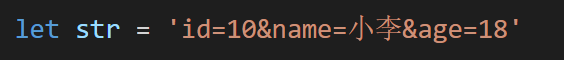 let str = 'id=10&name=小李&age=18'